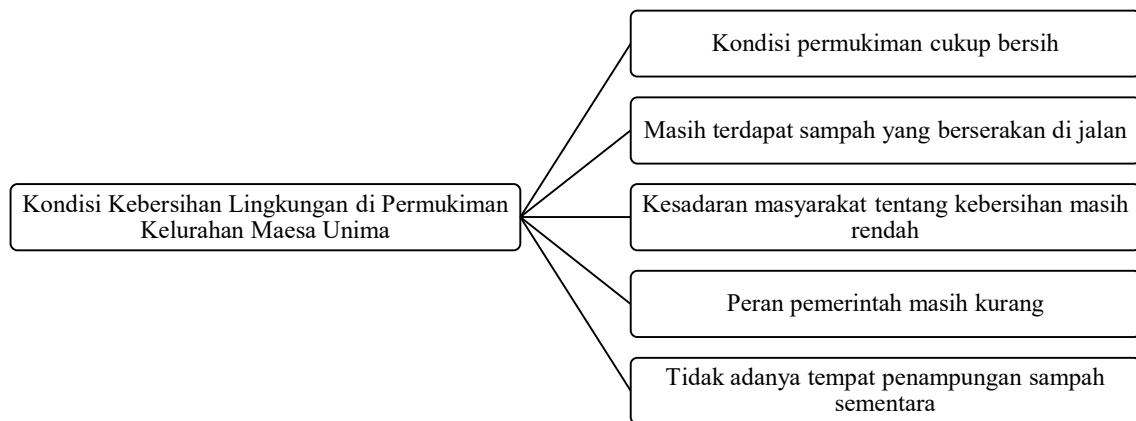 Kondisi Kebersihan Lingkungan di Permukiman
Kelurahan Maesa Unima
Kondisi permukiman cukup bersih
Masih terdapat sampah yang berserakan di jalan
Kesadaran masyarakat tentang kebersihan masih
rendah
Peran pemerintah masih kurang
Tidak adanya tempat penampungan sampah
sementara